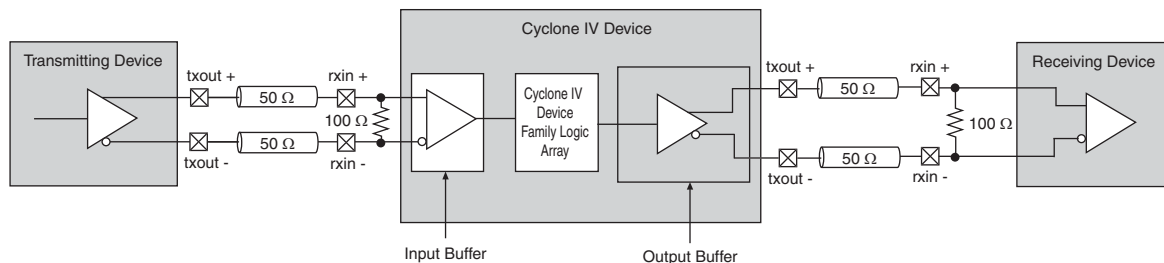 Cyclone IV Device
Transmitting Device
txout +
rxin +
50 Ω
100 Ω
50 Ω
txout -
rxin -
Cyclone IV
Device
Family Logic
Array
txout +
rxin +
50 Ω
100 Ω
50 Ω
txout -
rxin -
Receiving Device
Input Buffer
Output Buffer